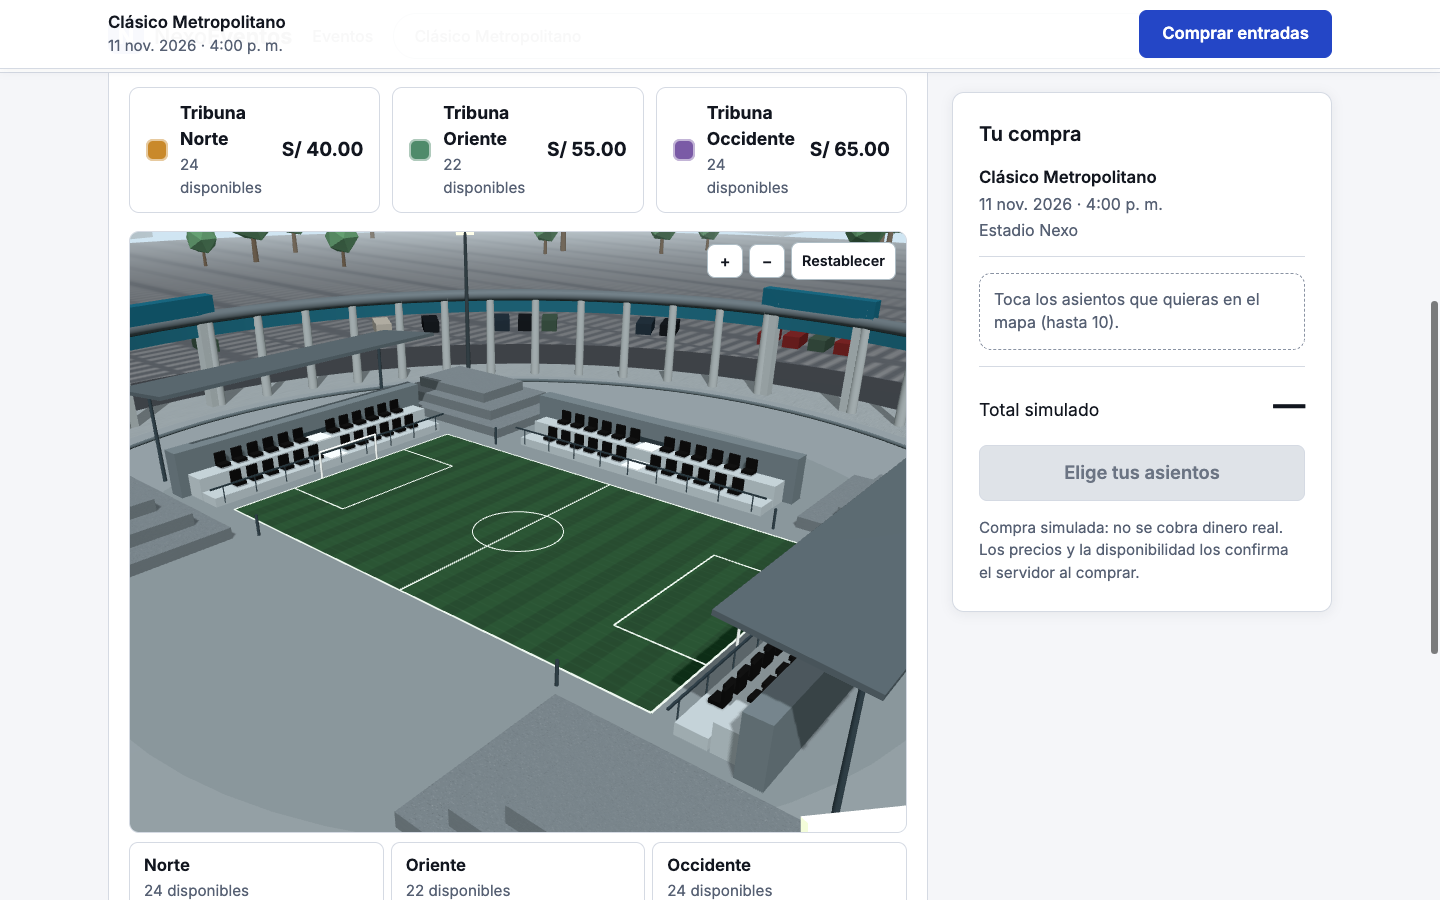 Clásico Metropolitano
11 nov. 2026 · 4:00 p. m.
Eventos
Clásico Metropolitano
Comprar entradas
Tribuna
Norte
24
disponibles
S/ 40.00
Tribuna
Oriente
22
disponibles
S/ 55.00
Tribuna
Occidente
24
disponibles
S/ 65.00
+
−
Restablecer
Norte
24 disponibles
Oriente
22 disponibles
Occidente
24 disponibles
Tu compra
Clásico Metropolitano
11 nov. 2026 · 4:00 p. m.
Estadio Nexo
Toca los asientos que quieras en el
mapa (hasta 10).
Total simulado
—
Elige tus asientos
Compra simulada: no se cobra dinero real.
Los precios y la disponibilidad los confirma
el servidor al comprar.